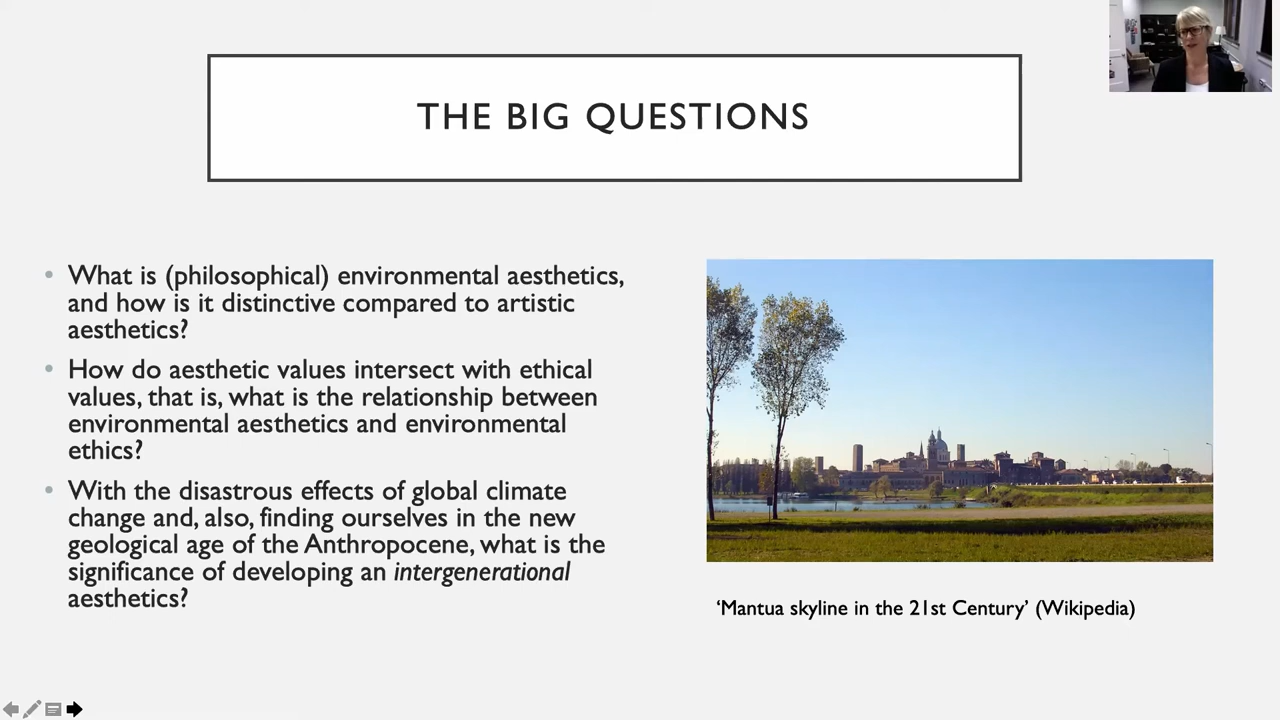 THE BIG QUESTIONS
• What is (philosophical) environmental aesthetics,
and how is it distinctive compared to artistic
aesthetics?
• How do aesthetic values intersect with ethical
values, that is, what is the relationship between
environmental aesthetics and environmental
ethics?
• With the disastrous effects of global climate
change and, also, finding ourselves in the new
geological age of the Anthropocene, what is the
significance of developing an intergenerational
aesthetics?
‘Mantua skyline in the 21st Century’ (Wikipedia)